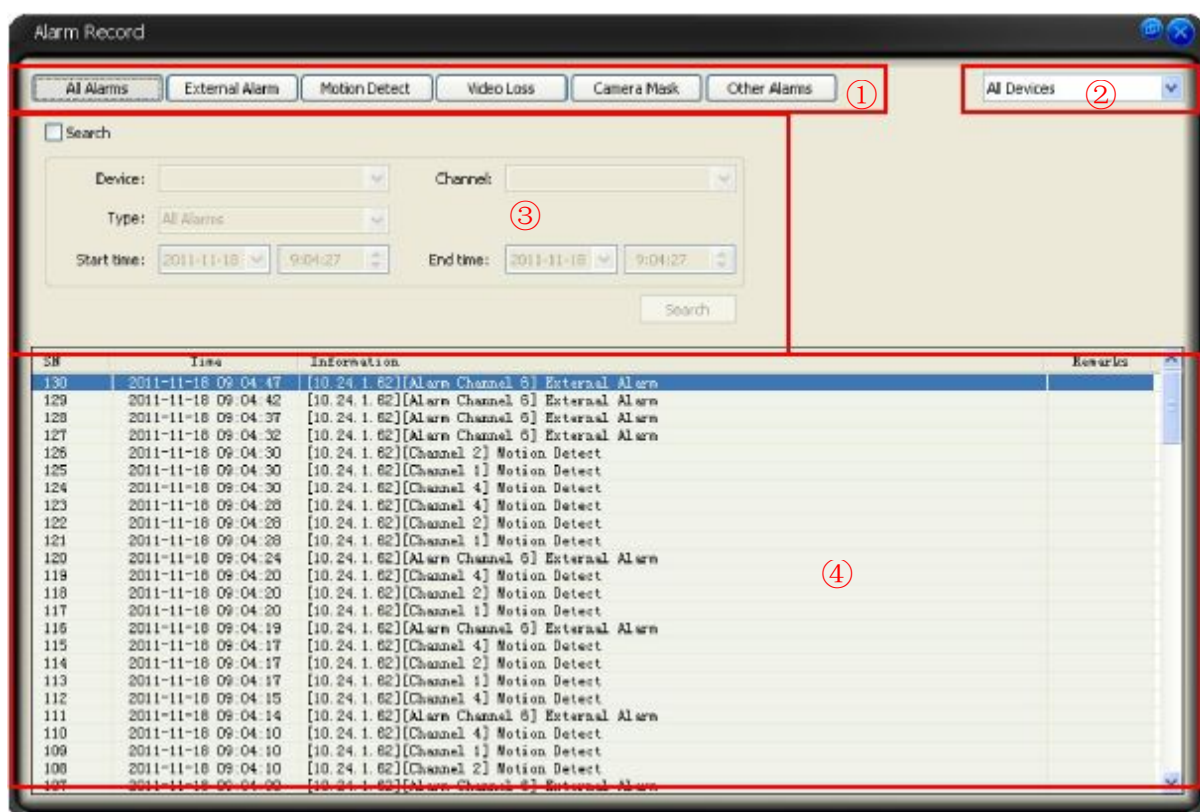 Alarm Record
All Alarms External Alarm Motion Detect Video Loss Camera Mask Other Alarms ① All Devices ②
Search
Device: Channel:
Type: All Alarms ③
Start time: 2011-11-18 9:04:27 End time: 2011-11-18 9:04:27
Search
SN Time Information Remarks
130 2011-11-18 09:04:47 [10.24.1.62][Alarm Channel 6] External Alarm
129 2011-11-18 09:04:42 [10.24.1.62][Alarm Channel 6] External Alarm
128 2011-11-18 09:04:37 [10.24.1.62][Alarm Channel 6] External Alarm
127 2011-11-18 09:04:32 [10.24.1.62][Alarm Channel 6] External Alarm
126 2011-11-18 09:04:30 [10.24.1.62][Channel 2] Motion Detect
125 2011-11-18 09:04:30 [10.24.1.62][Channel 1] Motion Detect
124 2011-11-18 09:04:30 [10.24.1.62][Channel 4] Motion Detect
123 2011-11-18 09:04:28 [10.24.1.62][Channel 4] Motion Detect
122 2011-11-18 09:04:28 [10.24.1.62][Channel 2] Motion Detect
121 2011-11-18 09:04:28 [10.24.1.62][Channel 1] Motion Detect
120 2011-11-18 09:04:24 [10.24.1.62][Alarm Channel 6] External Alarm
119 2011-11-18 09:04:20 [10.24.1.62][Channel 4] Motion Detect ④
118 2011-11-18 09:04:20 [10.24.1.62][Channel 2] Motion Detect
117 2011-11-18 09:04:20 [10.24.1.62][Channel 1] Motion Detect
116 2011-11-18 09:04:19 [10.24.1.62][Alarm Channel 6] External Alarm
115 2011-11-18 09:04:17 [10.24.1.62][Channel 4] Motion Detect
114 2011-11-18 09:04:17 [10.24.1.62][Channel 2] Motion Detect
113 2011-11-18 09:04:17 [10.24.1.62][Channel 1] Motion Detect
112 2011-11-18 09:04:15 [10.24.1.62][Channel 4] Motion Detect
111 2011-11-18 09:04:14 [10.24.1.62][Alarm Channel 6] External Alarm
110 2011-11-18 09:04:10 [10.24.1.62][Channel 4] Motion Detect
109 2011-11-18 09:04:10 [10.24.1.62][Channel 1] Motion Detect
108 2011-11-18 09:04:10 [10.24.1.62][Channel 2] Motion Detect
107 2011-11-18 [10.24.1.62][Alarm Channel 6] External Alarm